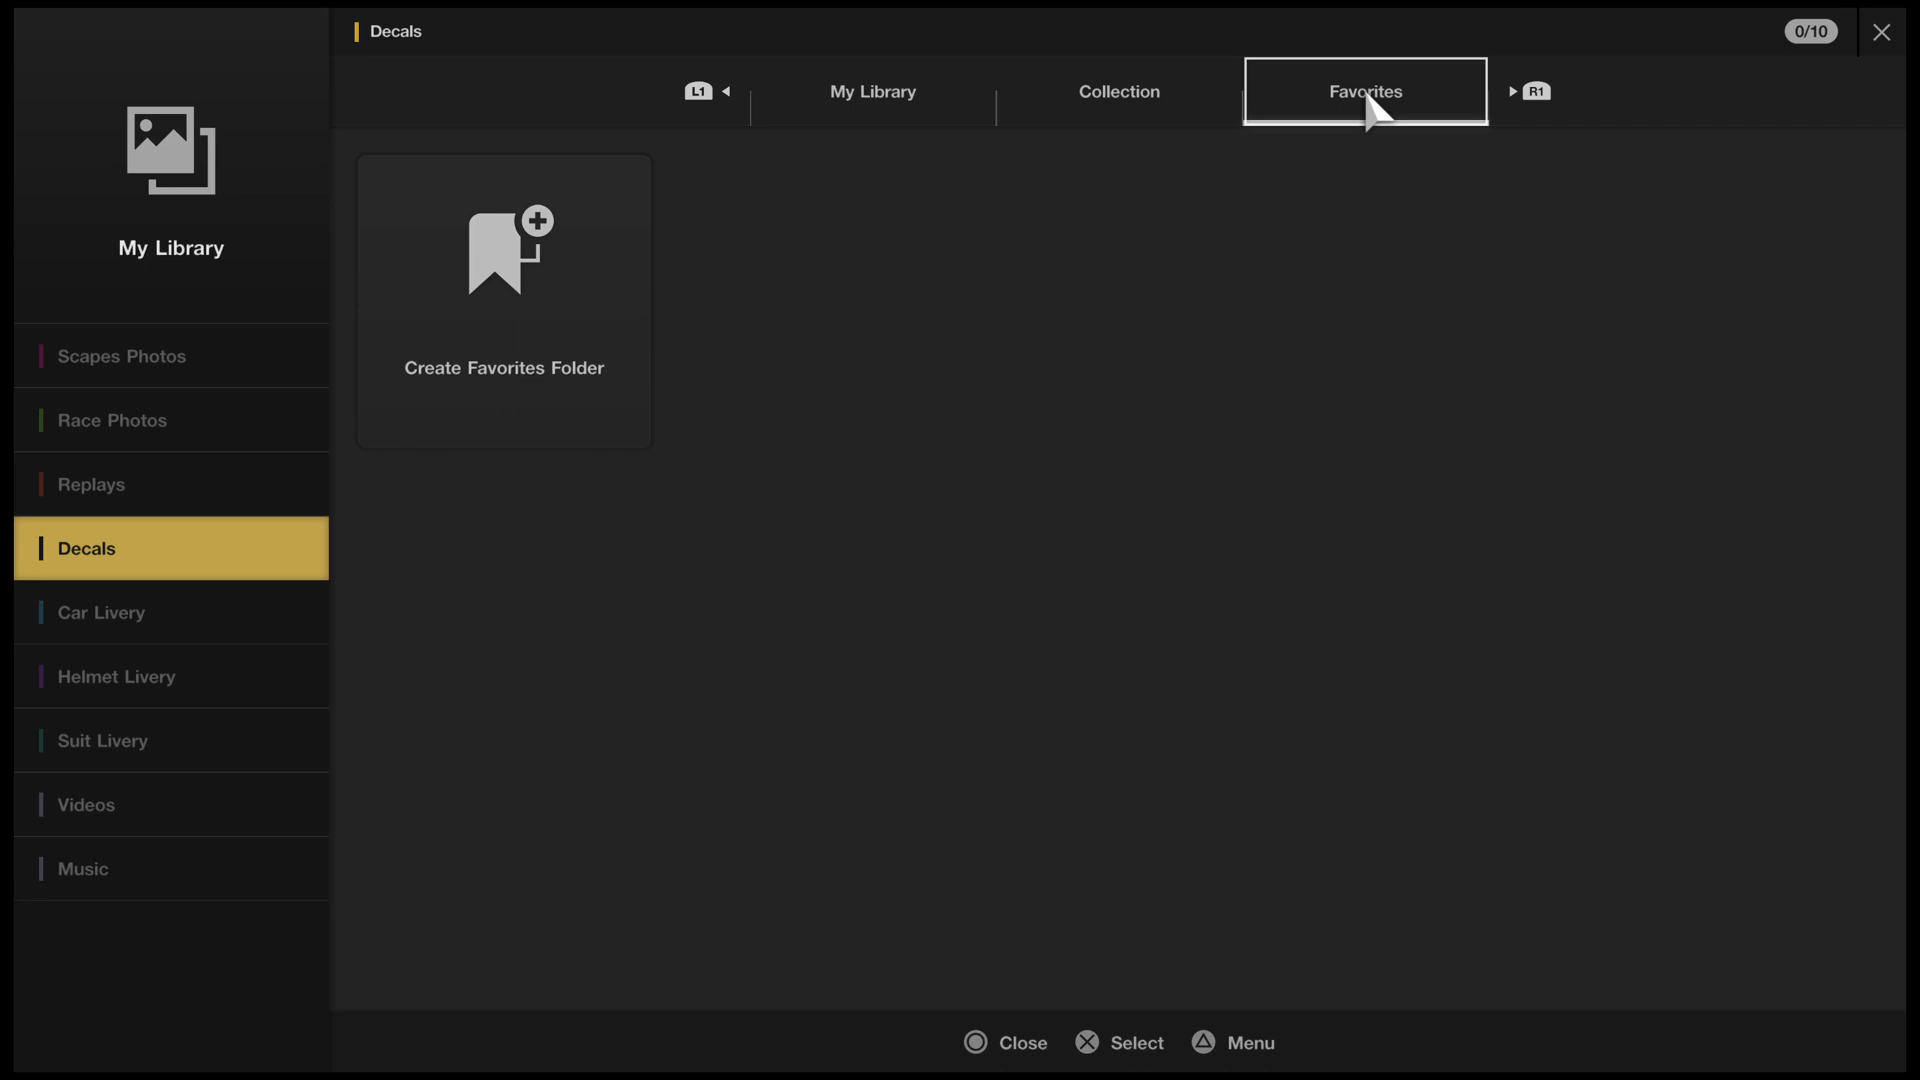 Decals
0/10
L1
My Library
Collection
Favorites
R1
My Library
Create Favorites Folder
Scapes Photos
Race Photos
Replays
Decals
Car Livery
Helmet Livery
Suit Livery
Videos
Music
Close
Select
Menu